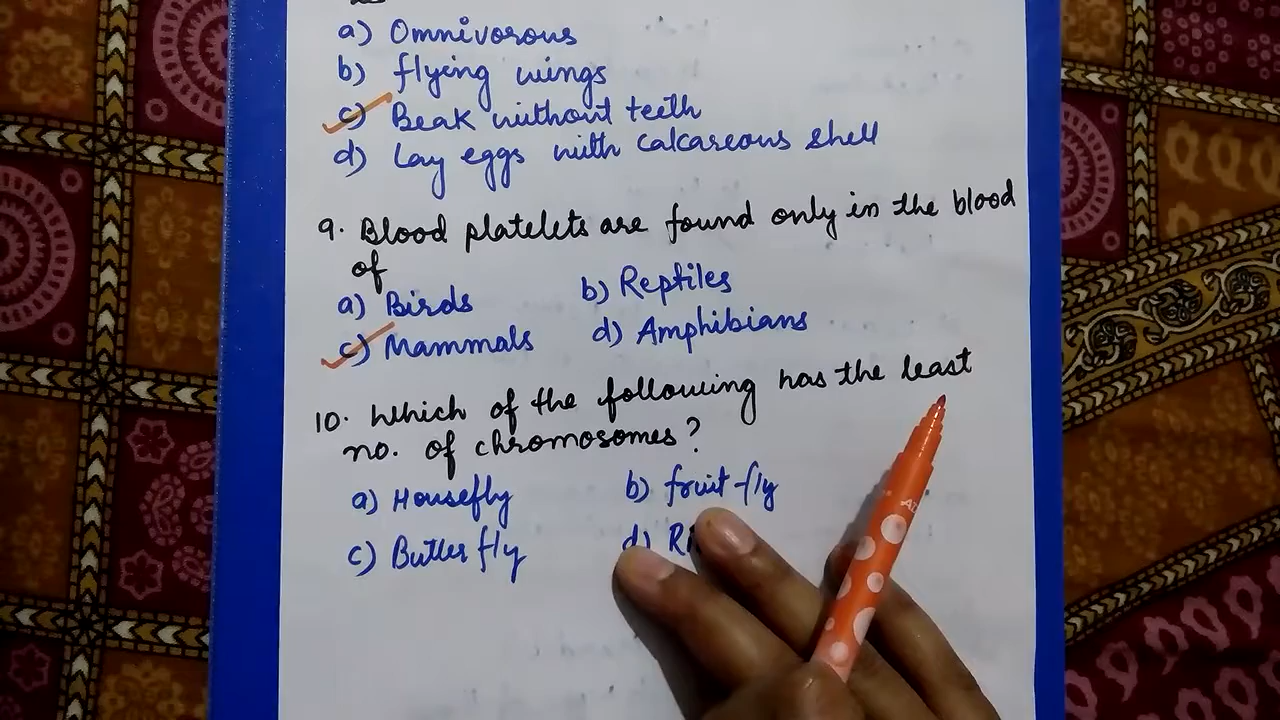 a) Omnivorous
b) flying wings
c) Beak without teeth
d) Lay eggs with calcareous shell
9. Blood platelets are found only in the blood
of
a) Birds b) Reptiles
c) Mammals d) Amphibians
10. Which of the following has the least
no. of chromosomes?
a) Housefly b) fruit-fly
c) Butterfly d)